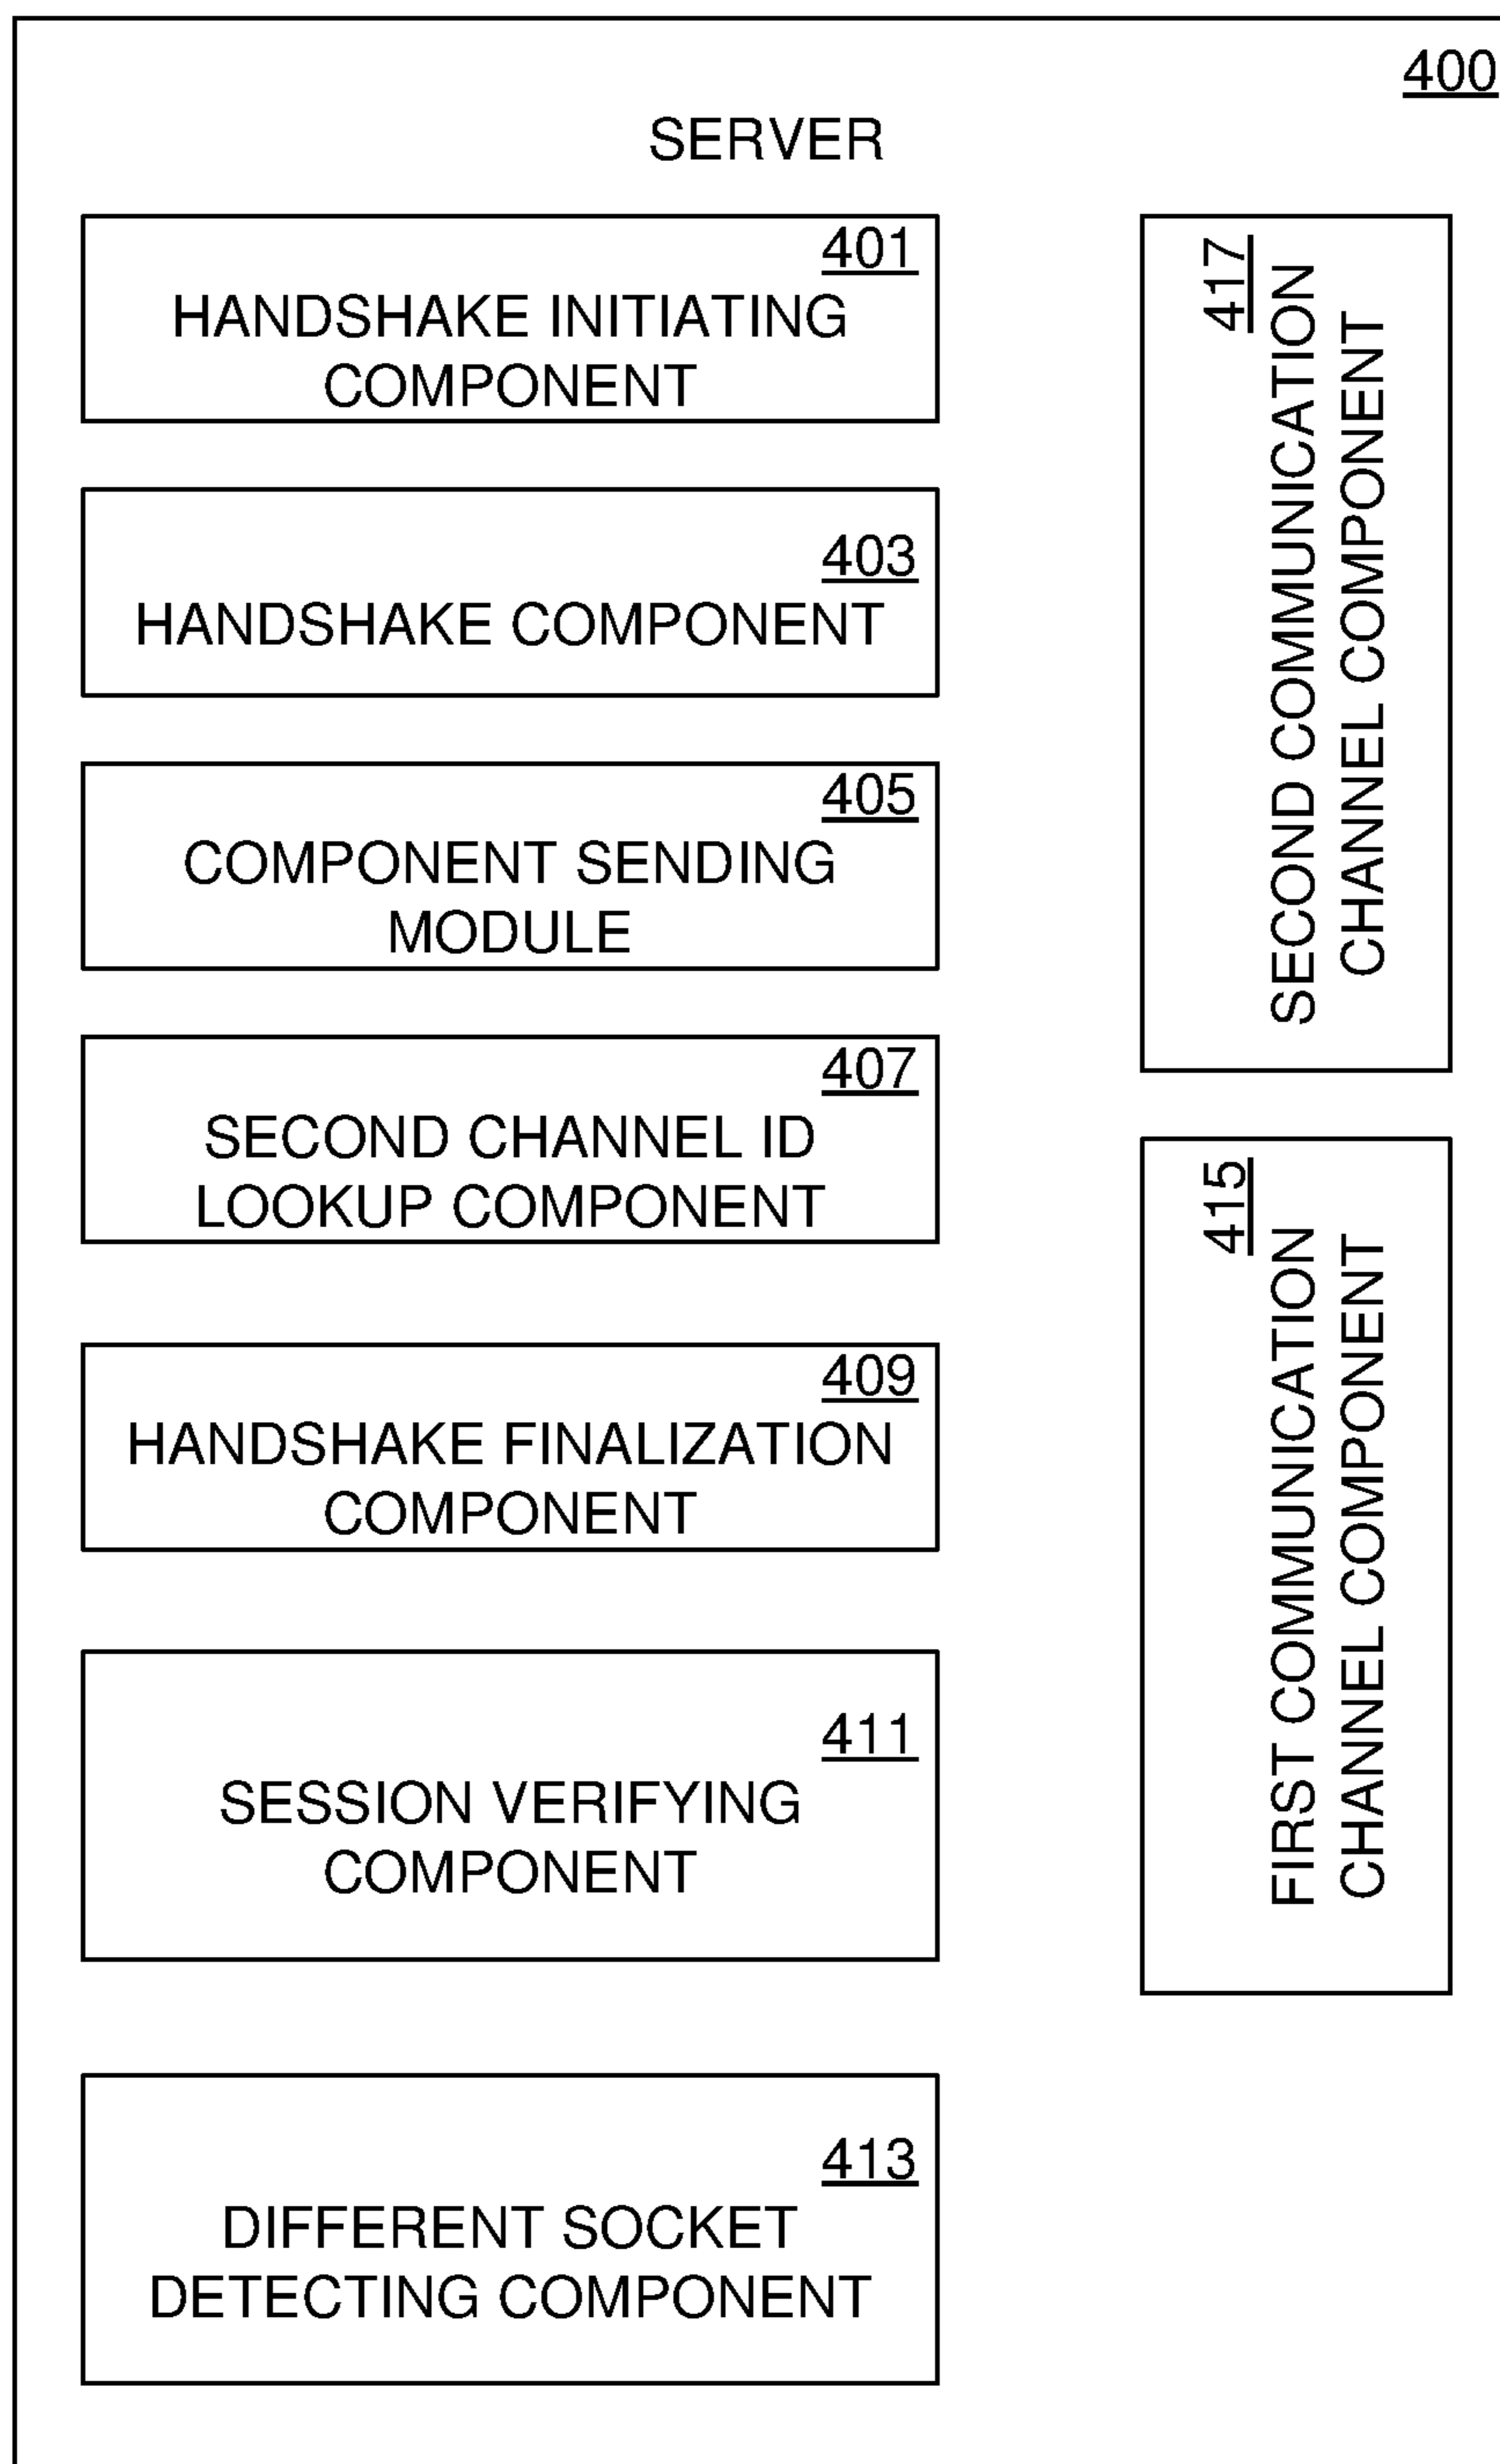 400
SERVER
401
HANDSHAKE INITIATING
COMPONENT
403
HANDSHAKE COMPONENT
405
COMPONENT SENDING
MODULE
407
SECOND CHANNEL ID
LOOKUP COMPONENT
409
HANDSHAKE FINALIZATION
COMPONENT
411
SESSION VERIFYING
COMPONENT
413
DIFFERENT SOCKET
DETECTING COMPONENT
417
SECOND COMMUNICATION
CHANNEL COMPONENT
415
FIRST COMMUNICATION
CHANNEL COMPONENT